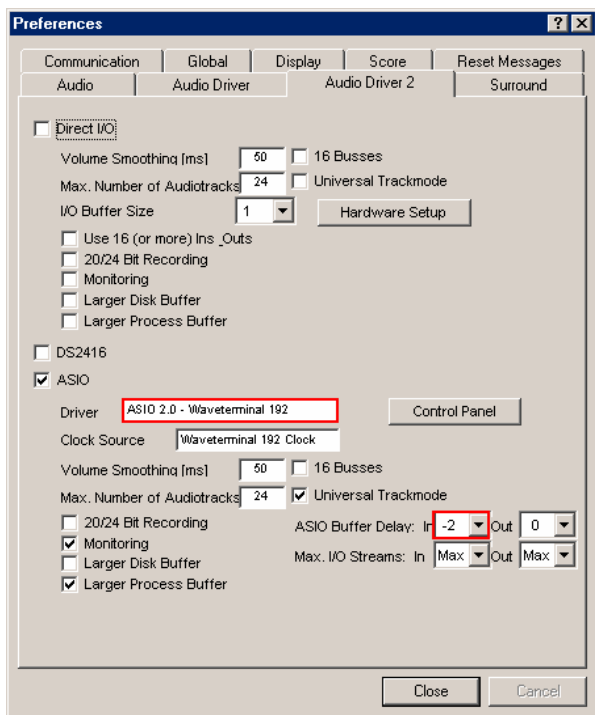 Preferences
Communication Global Display Score Reset Messages
Audio Audio Driver Audio Driver 2 Surround
Direct I/O
Volume Smoothing [ms] 50 16 Busses
Max. Number of Audiotracks 24 Universal Trackmode
I/O Buffer Size 1 Hardware Setup
Use 16 (or more) Ins _Outs
20/24 Bit Recording
Monitoring
Larger Disk Buffer
Larger Process Buffer
DS2416
ASIO
Driver ASIO 2.0 - Waveterminal 192 Control Panel
Clock Source Waveterminal 192 Clock
Volume Smoothing [ms] 50 16 Busses
Max. Number of Audiotracks 24 Universal Trackmode
20/24 Bit Recording ASIO Buffer Delay: In -2 Out 0
Monitoring Max. I/O Streams: In Max Out Max
Larger Disk Buffer
Larger Process Buffer
Close Cancel